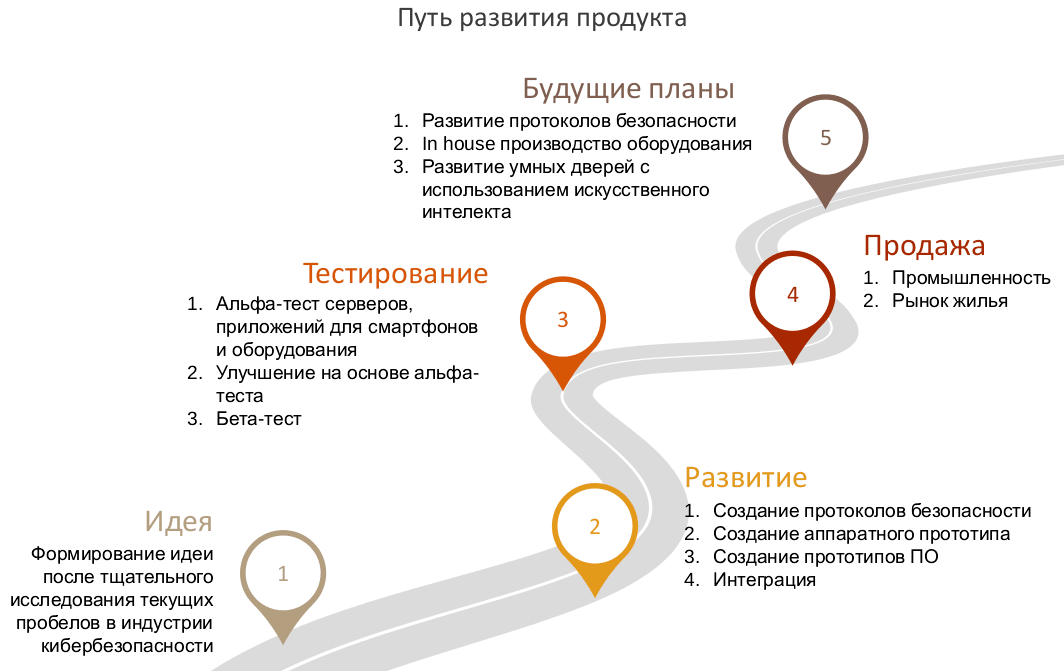 Путь развития продукта
Будущие планы
1. Развитие протоколов безопасности
2. In house производство оборудования
3. Развитие умных дверей с
использованием искусственного
интелекта
5
Продажа
1. Промышленность
2. Рынок жилья
4
Тестирование
1. Альфа-тест серверов,
приложений для смартфонов
и оборудования
2. Улучшение на основе альфа-
теста
3. Бета-тест
3
Развитие
1. Создание протоколов безопасности
2. Создание аппаратного прототипа
3. Создание прототипов ПО
4. Интеграция
2
Идея
Формирование идеи
после тщательного
исследования текущих
пробелов в индустрии
кибербезопасности
1